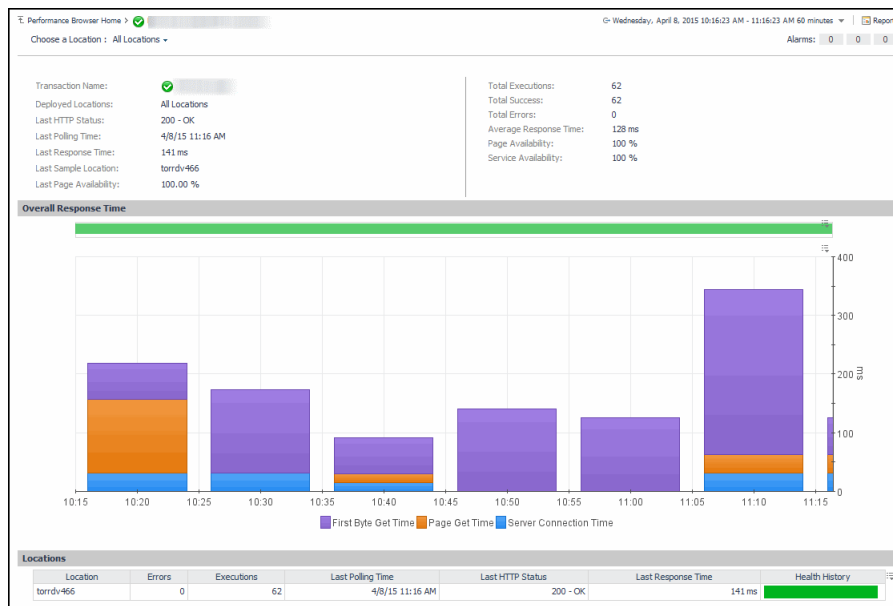 Performance Browser Home >
Wednesday, April 8, 2015 10:16:23 AM - 11:16:23 AM 60 minutes
Report
Choose a Location : All Locations
Alarms: 0 0 0
Transaction Name:
Deployed Locations: All Locations
Last HTTP Status: 200 - OK
Last Polling Time: 4/8/15 11:16 AM
Last Response Time: 141 ms
Last Sample Location: torrdv466
Last Page Availability: 100.00 %
Total Executions: 62
Total Success: 62
Total Errors: 0
Average Response Time: 128 ms
Page Availability: 100 %
Service Availability: 100 %
Overall Response Time
400
300
200
100
0
ms
10:15 10:20 10:25 10:30 10:35 10:40 10:45 10:50 10:55 11:00 11:05 11:10 11:15
First Byte Get Time Page Get Time Server Connection Time
Locations
Location Errors Executions Last Polling Time Last HTTP Status Last Response Time Health History
torrdv466 0 62 4/8/15 11:16 AM 200 - OK 141 ms